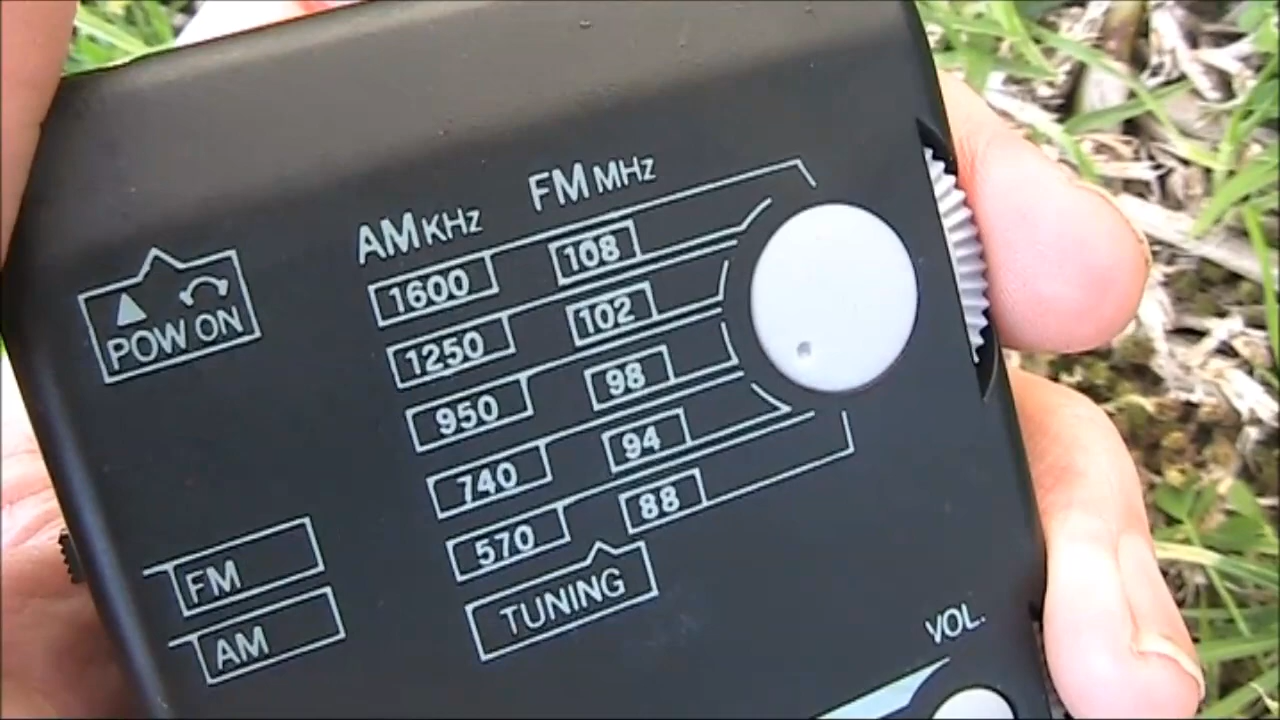 AM KHz FM MHz
1600 108
1250 102
950 98
740 94
570 88
TUNING
POW ON
FM
AM
VOL.